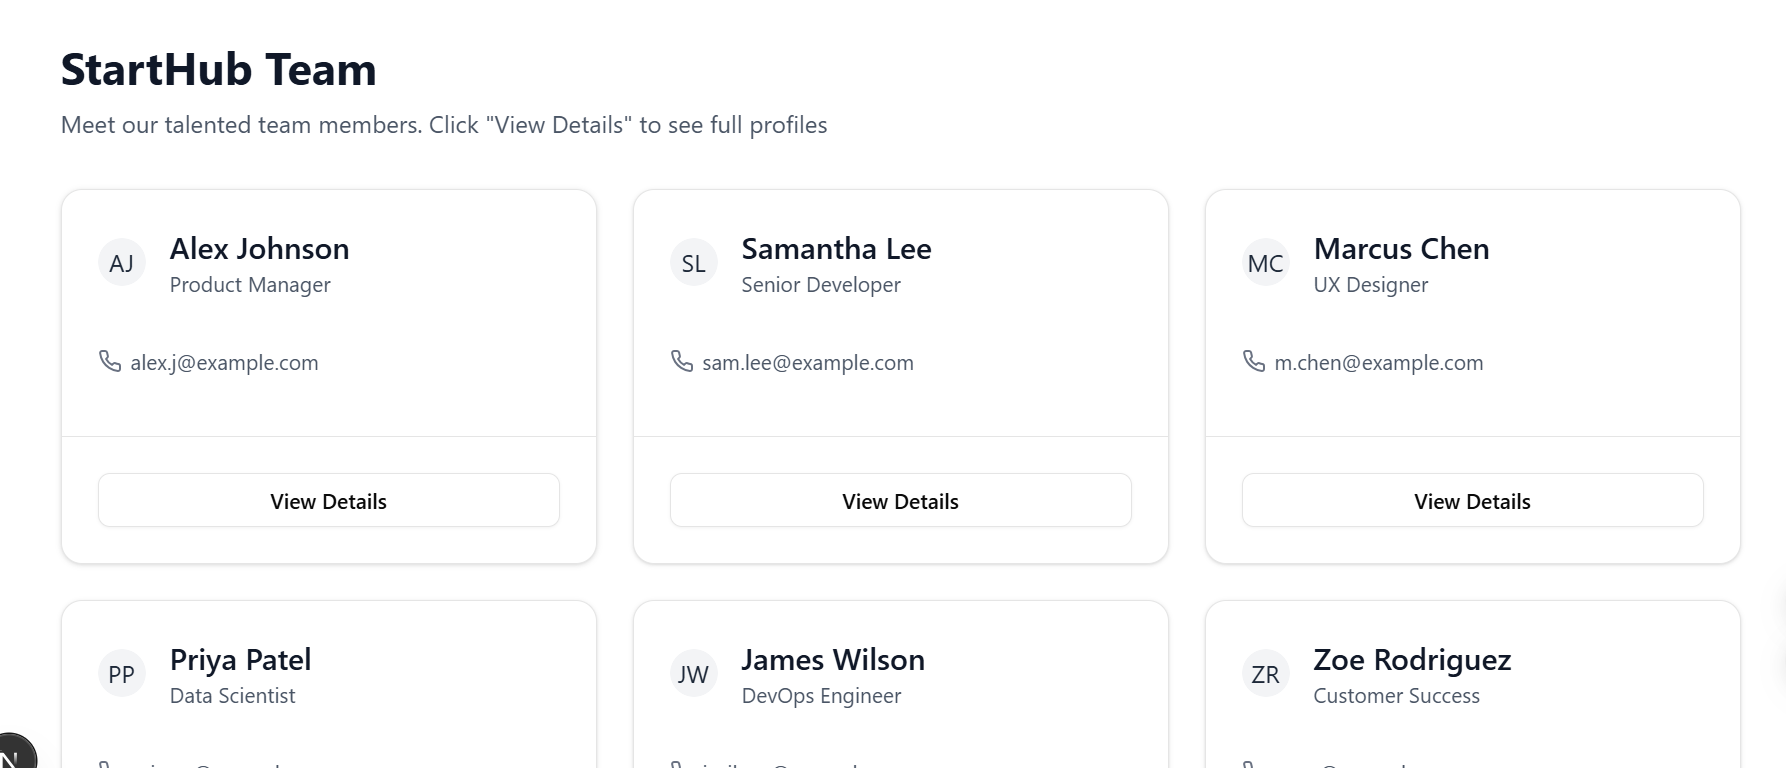 StartHub Team
Meet our talented team members. Click "View Details" to see full profiles
AJ
Alex Johnson
Product Manager
alex.j@example.com
View Details
SL
Samantha Lee
Senior Developer
sam.lee@example.com
View Details
MC
Marcus Chen
UX Designer
m.chen@example.com
View Details
PP
Priya Patel
Data Scientist
JW
James Wilson
DevOps Engineer
ZR
Zoe Rodriguez
Customer Success
N